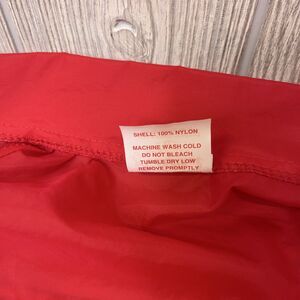 SHELL: 100% NYLON
MACHINE WASH COLD
DO NOT BLEACH
TUMBLE DRY LOW
REMOVE PROMPTLY